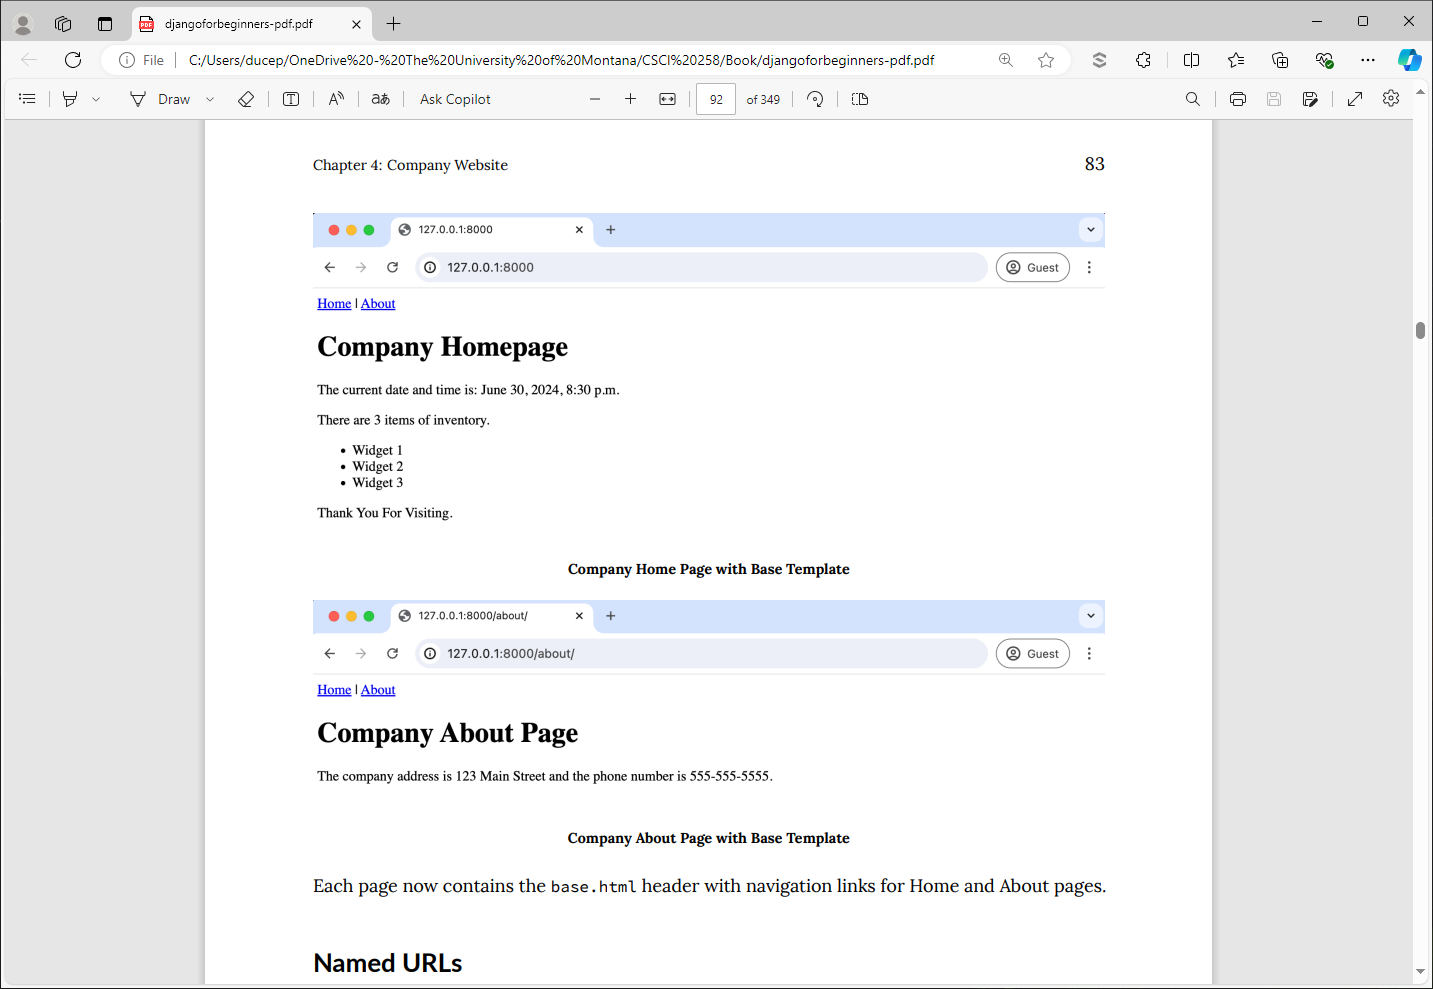 djangoforbeginners-pdf.pdf
File
C:/Users/ducep/OneDrive%20-%20The%20University%20of%20Montana/CSCI%20258/Book/djangoforbeginners-pdf.pdf
Draw
Ask Copilot
92 of 349
Chapter 4: Company Website 83
127.0.0.1:8000
127.0.0.1:8000 Guest
Home | About
Company Homepage
The current date and time is: June 30, 2024, 8:30 p.m.
There are 3 items of inventory.
• Widget 1
• Widget 2
• Widget 3
Thank You For Visiting.
Company Home Page with Base Template
127.0.0.1:8000/about/
127.0.0.1:8000/about/ Guest
Home | About
Company About Page
The company address is 123 Main Street and the phone number is 555-555-5555.
Company About Page with Base Template
Each page now contains the base.html header with navigation links for Home and About pages.
Named URLs